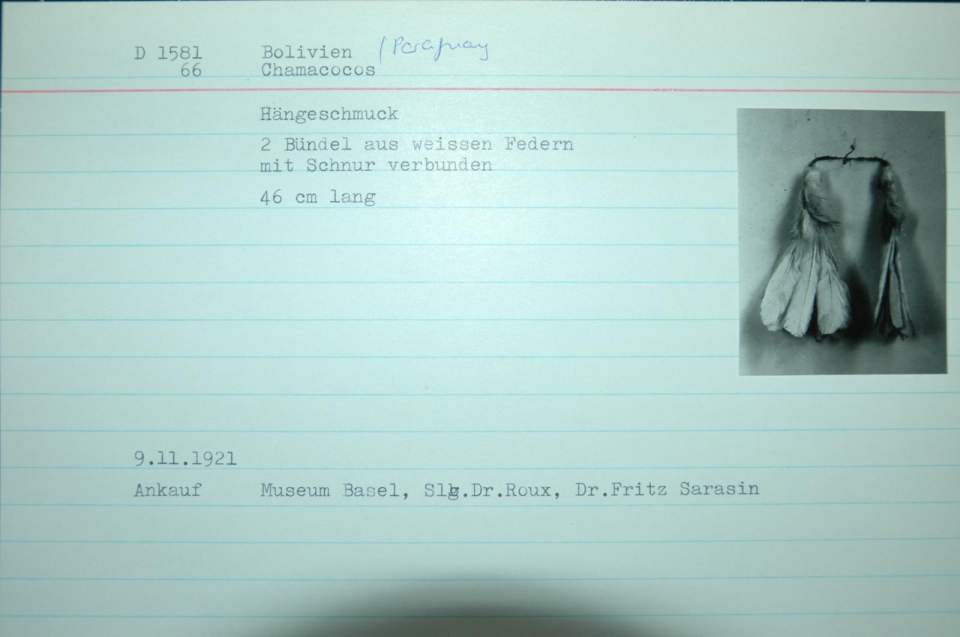 D 1581 Bolivien / Paraguay
66 Chamacocos
Hängeschmuck
2 Bündel aus weissen Federn
mit Schnur verbunden
46 cm lang
9.11.1921
Ankauf Museum Basel, Slg.Dr.Roux, Dr.Fritz Sarasin